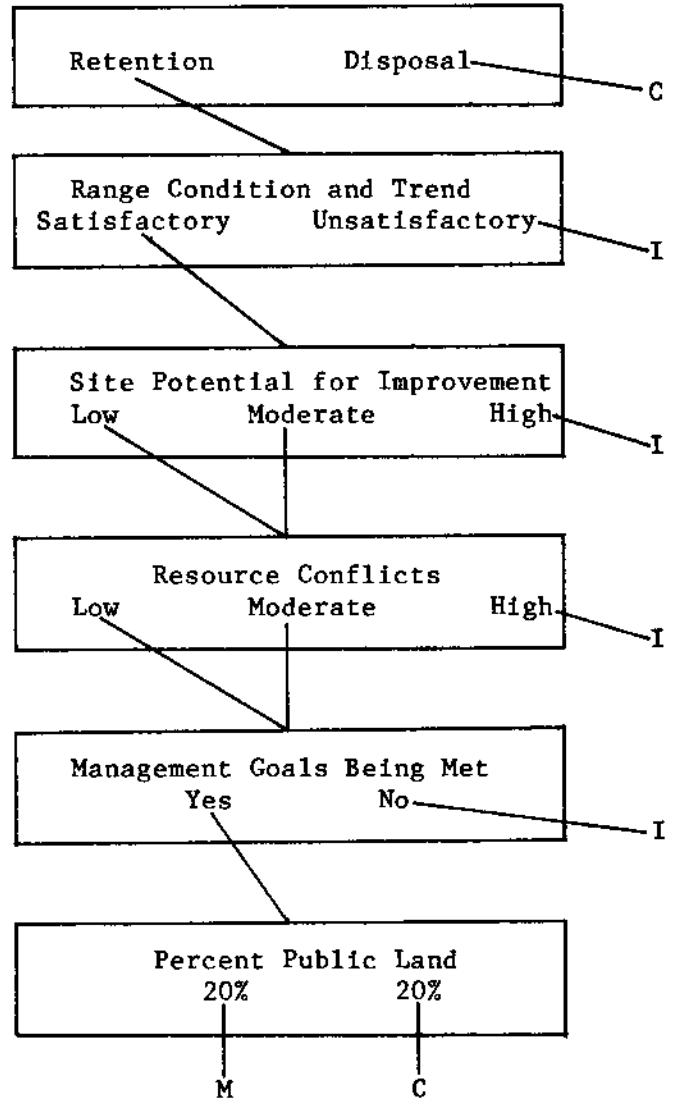 Retention Disposal
C
Range Condition and Trend
Satisfactory Unsatisfactory
I
Site Potential for Improvement
Low Moderate High
I
Resource Conflicts
Low Moderate High
I
Management Goals Being Met
Yes No
I
Percent Public Land
20% 20%
M C